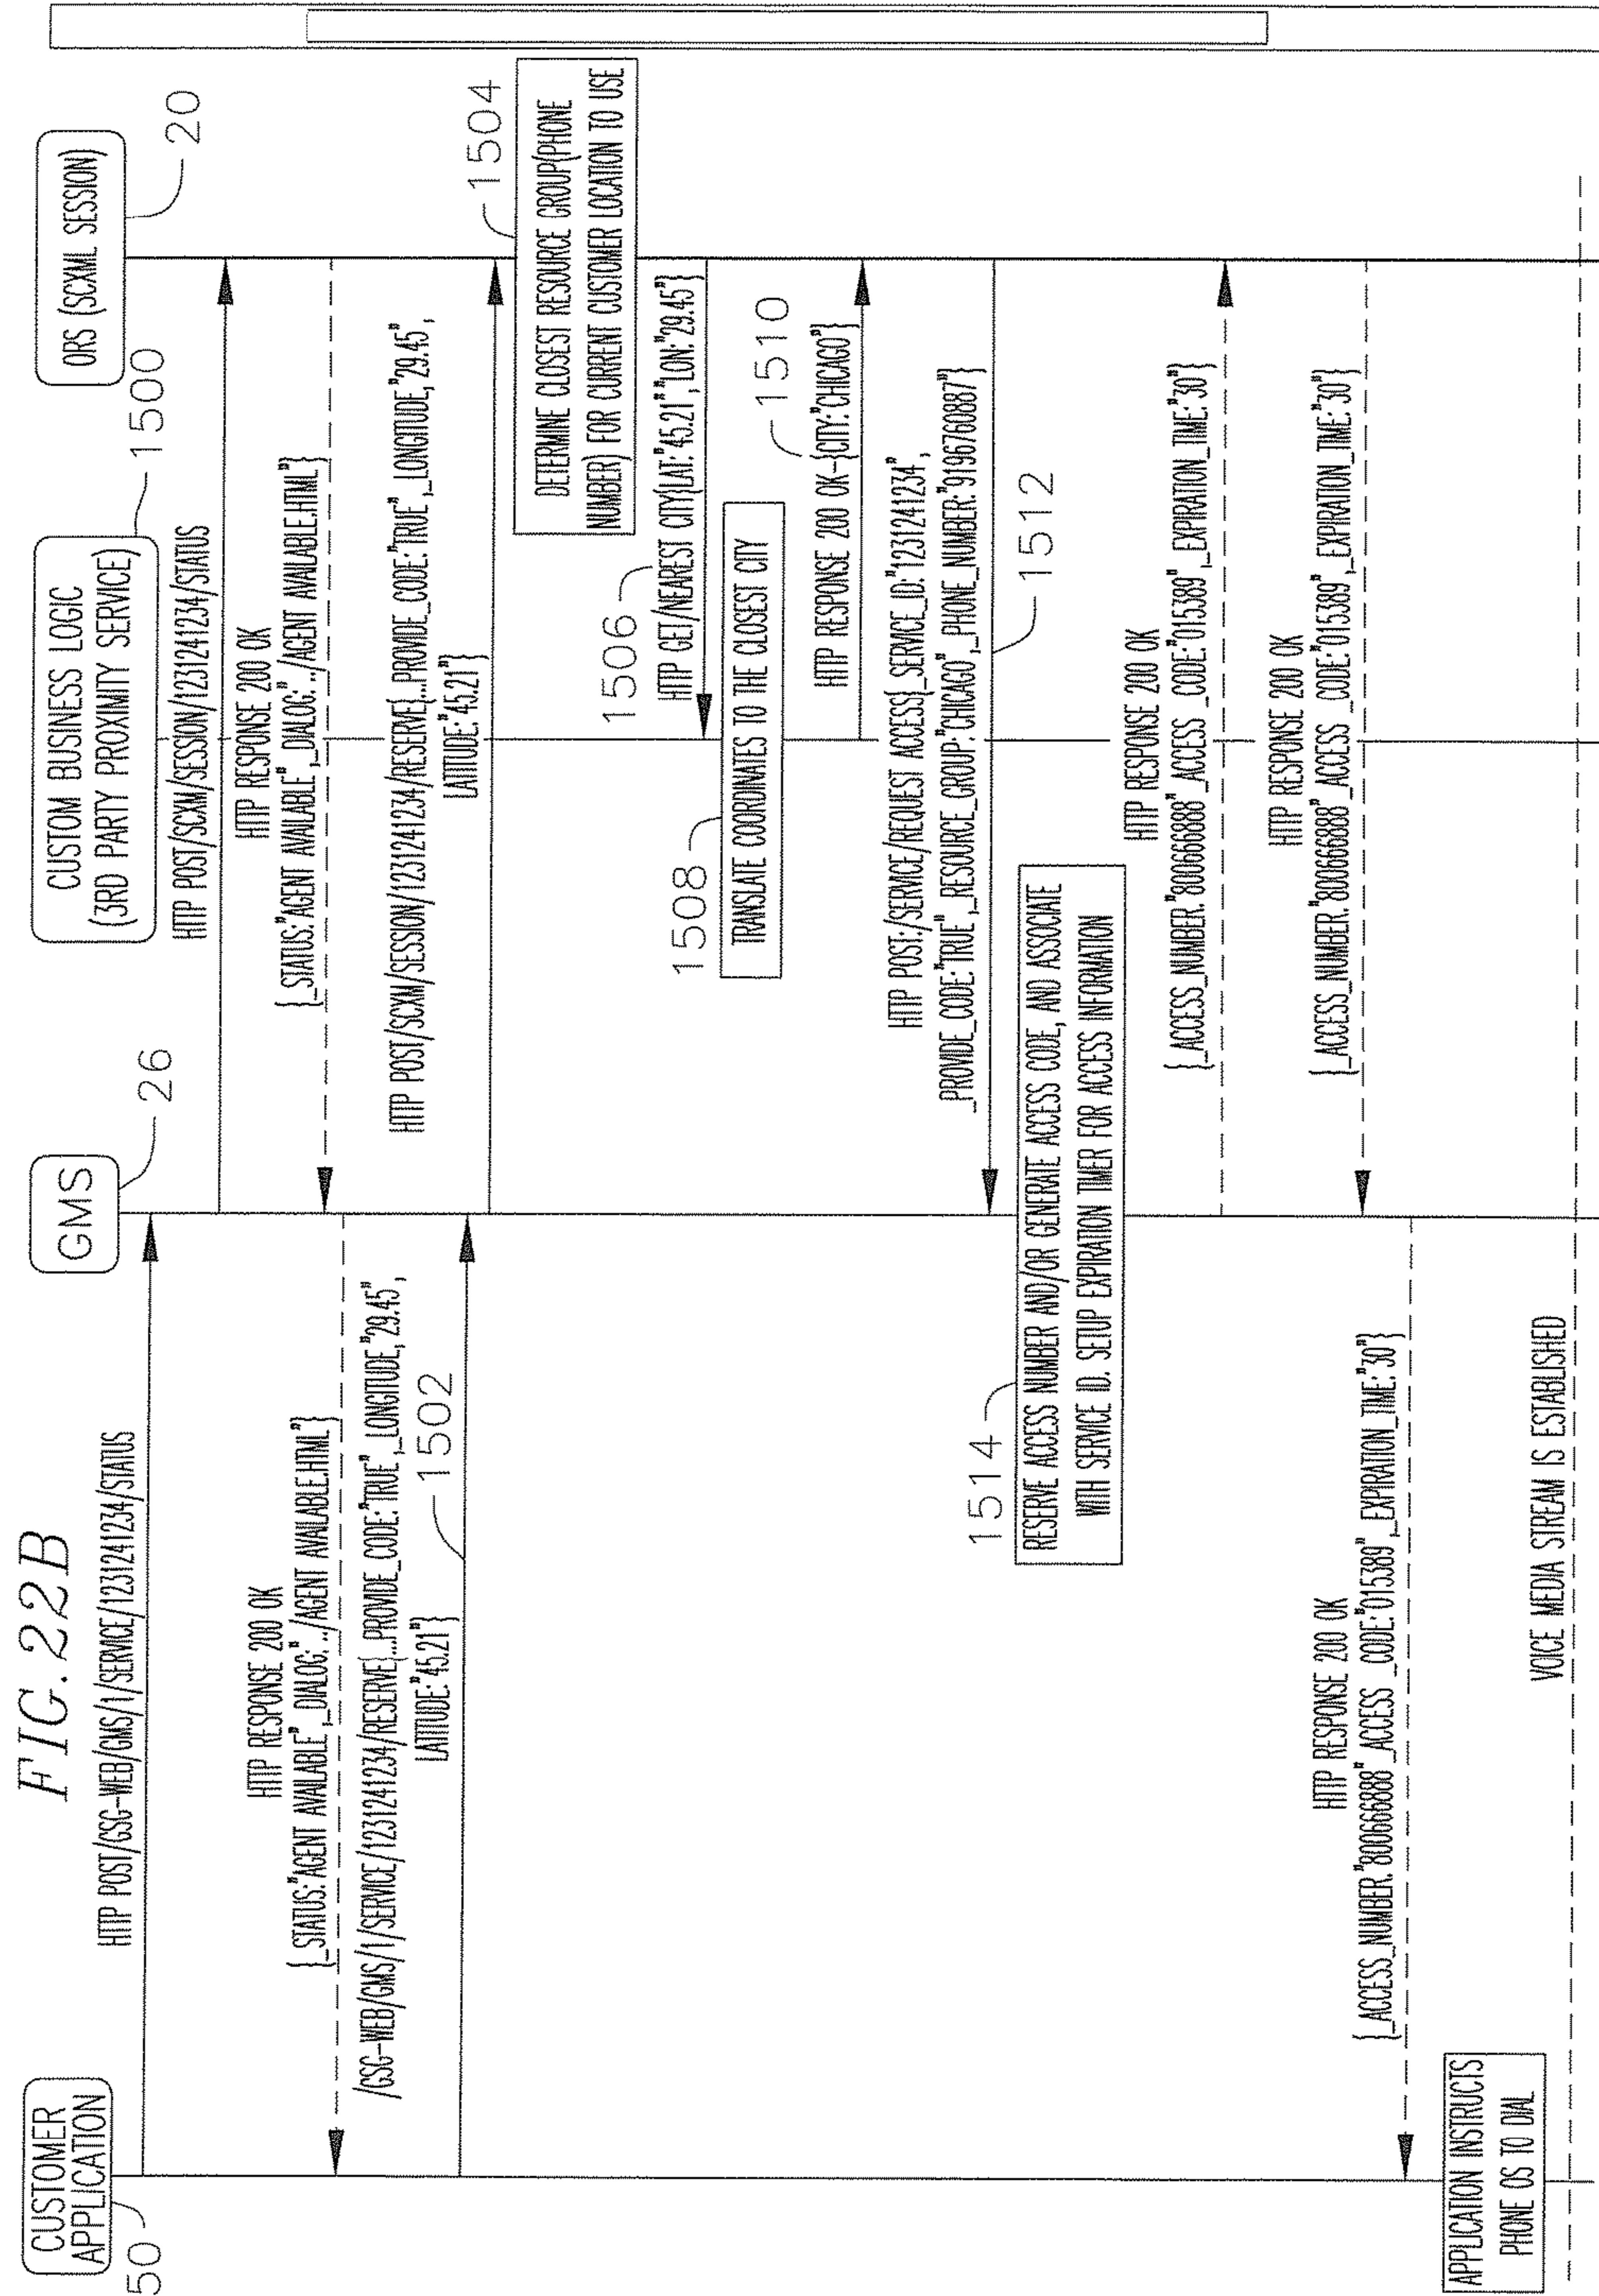 FIG. 22B
CUSTOMER
APPLICATION
50
GMS
26
CUSTOM BUSINESS LOGIC
(3RD PARTY PROXIMITY SERVICE)
1500
ORS (SCXML SESSION)
20
HTTP POST/GSG-WEB/GMS/1/SERVICE/1231241234/STATUS
HTTP POST/SCXM/SESSION/1231241234/STATUS
HTTP RESPONSE 200 OK
{_STATUS:"AGENT AVAILABLE",_DIALOG:"../AGENT AVAILABLE.HTML"}
HTTP RESPONSE 200 OK
{_STATUS:"AGENT AVAILABLE",_DIALOG:"../AGENT AVAILABLE.HTML"}
/GSG-WEB/GMS/1/SERVICE/1231241234/RESERVE{...PROVIDE_CODE:"TRUE",_LONGITUDE,"29.45",
LATITUDE:"45.21"}
1502
HTTP POST/SCXM/SESSION/1231241234/RESERVE{...PROVIDE_CODE:"TRUE",_LONGITUDE,"29.45",
LATITUDE:"45.21"}
1504
DETERMINE CLOSEST RESOURCE GROUP(PHONE
NUMBER) FOR CURRENT CUSTOMER LOCATION TO USE
1506
HTTP GET/NEAREST CITY{LAT:"45.21",LON:"29.45"}
1508
TRANSLATE COORDINATES TO THE CLOSEST CITY
1510
HTTP RESPONSE 200 OK-{CITY:"CHICAGO"}
HTTP POST:/SERVICE/REQUEST ACCESS{_SERVICE_ID:"1231241234",
_PROVIDE_CODE:"TRUE",_RESOURCE_GROUP:"CHICAGO",_PHONE_NUMBER:"9196760887"}
1512
1514
RESERVE ACCESS NUMBER AND/OR GENERATE ACCESS CODE, AND ASSOCIATE
WITH SERVICE ID. SETUP EXPIRATION TIMER FOR ACCESS INFORMATION
HTTP RESPONSE 200 OK
{_ACCESS_NUMBER."80066888"_ACCESS _CODE:"015389",_EXPIRATION_TIME:"30"}
HTTP RESPONSE 200 OK
{_ACCESS_NUMBER."80066888"_ACCESS _CODE:"015389",_EXPIRATION_TIME:"30"}
HTTP RESPONSE 200 OK
{_ACCESS_NUMBER."80066888"_ACCESS _CODE:"015389",_EXPIRATION_TIME:"30"}
APPLICATION INSTRUCTS
PHONE OS TO DIAL
VOICE MEDIA STREAM IS ESTABLISHED